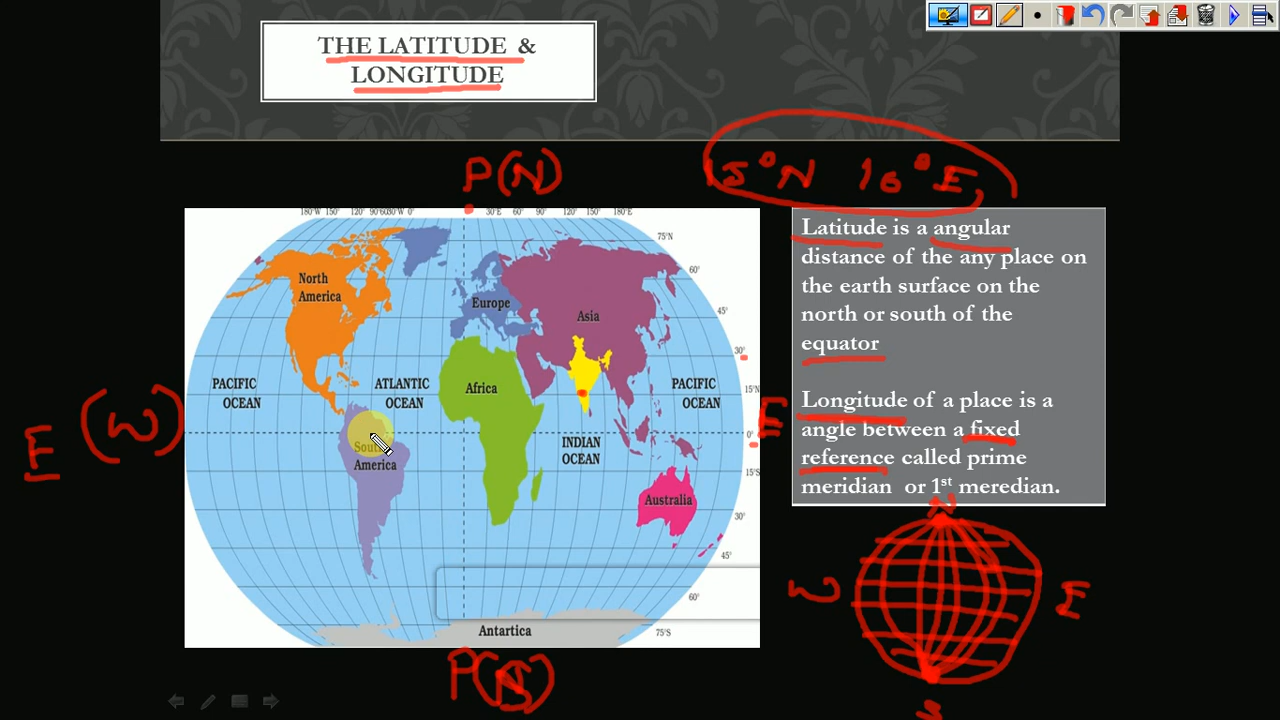 THE LATITUDE &
LONGITUDE
P(N)
15°N 16°E,
180°W 150° 120° 90°60°30°W 0° 30°E 60° 90° 120° 150° 180°E
75°N
60°
45°
30°
15°N
0°
15°S
30°
45°
60°
75°S
North
America
Europe
Asia
PACIFIC
OCEAN
ATLANTIC
OCEAN
Africa
PACIFIC
OCEAN
INDIAN
OCEAN
South
America
Australia
Antartica
E (W)
E
P(S)
Latitude is a angular
distance of the any place on
the earth surface on the
north or south of the
equator
Longitude of a place is a
angle between a fixed
reference called prime
meridian or 1st meredian.
N
W
E
S